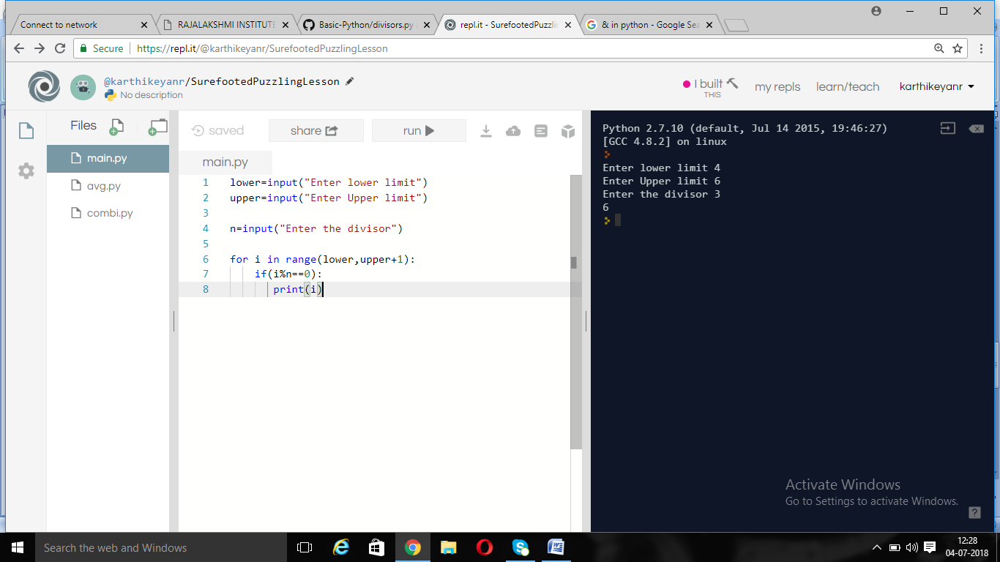 Connect to network
RAJALAKSHMI INSTITUTE
Basic-Python/divisors.py
repl.it - SurefootedPuzzlin
& in python - Google Sea
Secure https://repl.it/@karthikeyanr/SurefootedPuzzlingLesson
@karthikeyanr/SurefootedPuzzlingLesson
No description
I built
THIS
my repls
learn/teach
karthikeyanr
Files
main.py
avg.py
combi.py
saved
share
run
main.py
1 lower=input("Enter lower limit")
2 upper=input("Enter Upper limit")
3
4 n=input("Enter the divisor")
5
6 for i in range(lower,upper+1):
7 if(i%n==0):
8 print(i)
Python 2.7.10 (default, Jul 14 2015, 19:46:27)
[GCC 4.8.2] on linux
Enter lower limit 4
Enter Upper limit 6
Enter the divisor 3
6
Activate Windows
Go to Settings to activate Windows.
?
Search the web and Windows
12:28
04-07-2018